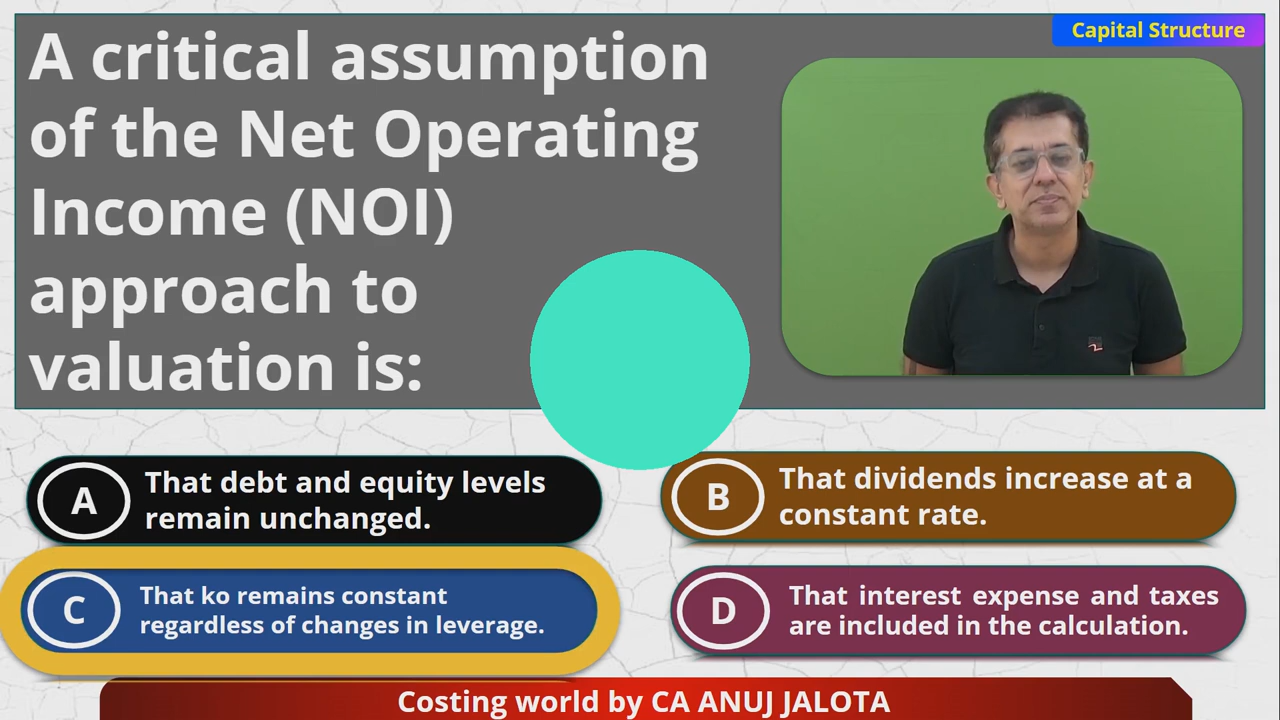 Capital Structure
A critical assumption
of the Net Operating
Income (NOI)
approach to
valuation is:
A
That debt and equity levels
remain unchanged.
B
That dividends increase at a
constant rate.
C
That ko remains constant
regardless of changes in leverage.
D
That interest expense and taxes
are included in the calculation.
Costing world by CA ANUJ JALOTA